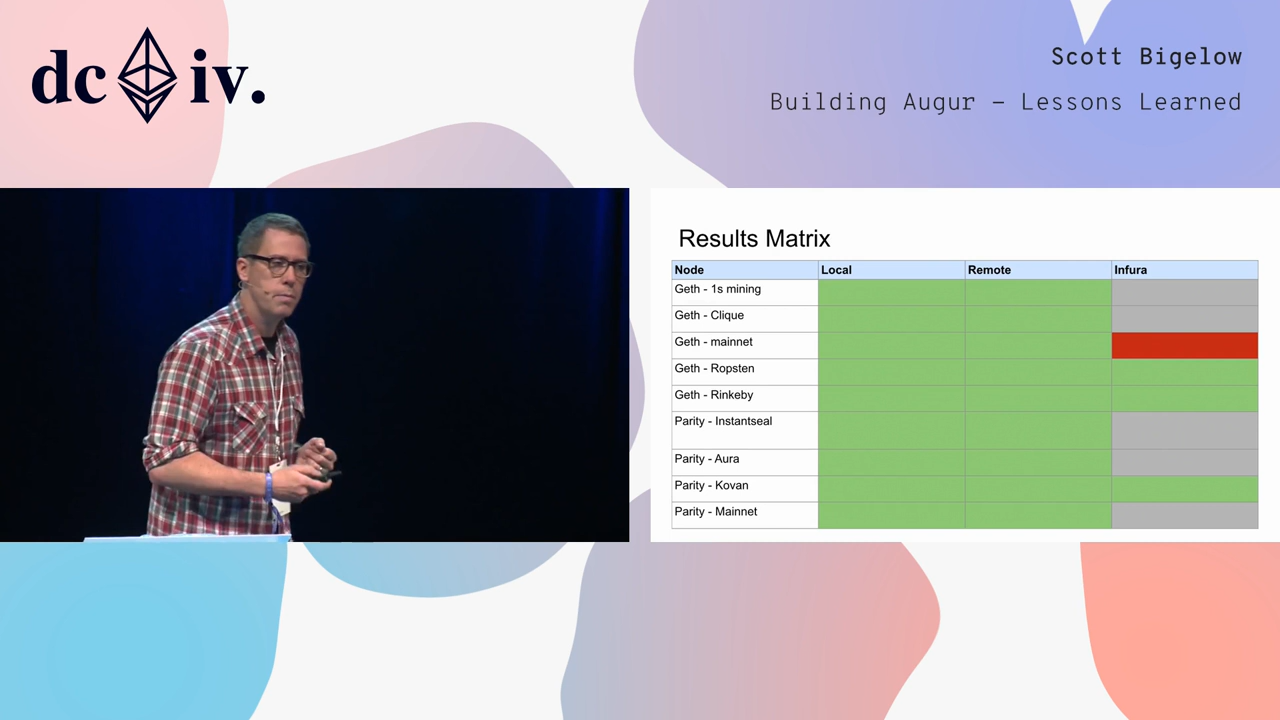 dc iv.
Scott Bigelow
Building Augur – Lessons Learned
Results Matrix
Node Local Remote Infura
Geth - 1s mining
Geth - Clique
Geth - mainnet
Geth - Ropsten
Geth - Rinkeby
Parity - Instantseal
Parity - Aura
Parity - Kovan
Parity - Mainnet